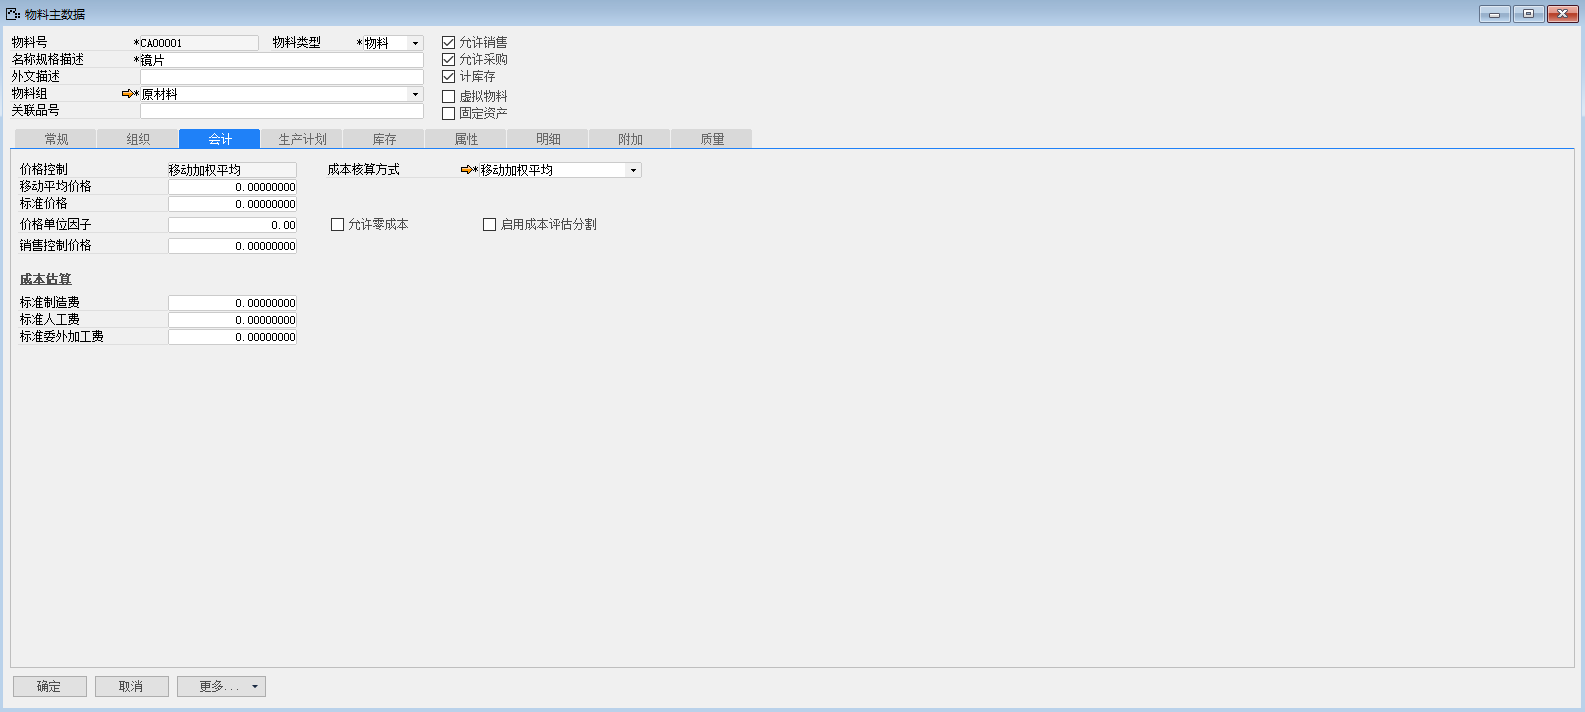 物料主数据
物料号 *CA00001 物料类型 *物料 允许销售
名称规格描述 *镜片 允许采购
外文描述 计库存
物料组 *原材料 虚拟物料
关联品号 固定资产
常规 组织 会计 生产计划 库存 属性 明细 附加 质量
价格控制 移动加权平均 成本核算方式 *移动加权平均
移动平均价格 0.00000000
标准价格 0.00000000
价格单位因子 0.00 允许零成本 启用成本评估分割
销售控制价格 0.00000000
成本估算
标准制造费 0.00000000
标准人工费 0.00000000
标准委外加工费 0.00000000
确定 取消 更多...